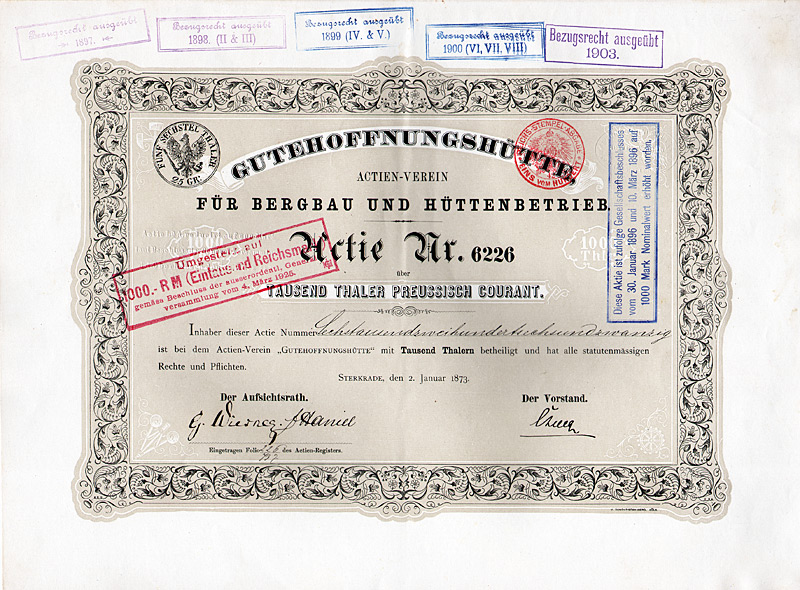 Bezugsrecht ausgeübt
1897.
Bezugsrecht ausgeübt
1898. (II & III)
Bezugsrecht ausgeübt
1899 (IV. & V.)
Bezugsrecht ausgeübt
1900 (VI, VII, VIII)
Bezugsrecht ausgeübt
1903.
FÜNF SECHSTEL THALER
25 GR.
GUTEHOFFNUNGSHÜTTE,
ACTIEN-VEREIN
FÜR BERGBAU UND HÜTTENBETRIEB
Actie Nr. 6226
über
TAUSEND THALER PREUSSISCH COURANT.
Umgestellt auf
1000.- RM (Eintausend Reichsmark)
gemäss Beschluss der ausserordentl. General-
versammlung vom 4. März 1925.
Diese Aktie ist zufolge Gesellschaftsbeschlusses
vom 30. Januar 1896 und 10. März 1896 auf
1000 Mark Nominalwert erhöht worden.
Inhaber dieser Actie Nummer Sechstausendzweihundertsechsundzwanzig
ist bei dem Actien-Verein „GUTEHOFFNUNGSHÜTTE“ mit Tausend Thalern betheiligt und hat alle statutenmässigen
Rechte und Pflichten.
STERKRADE, den 2. Januar 1873.
Der Aufsichtsrath.
Der Vorstand.
Eingetragen Folio des Actien-Registers.